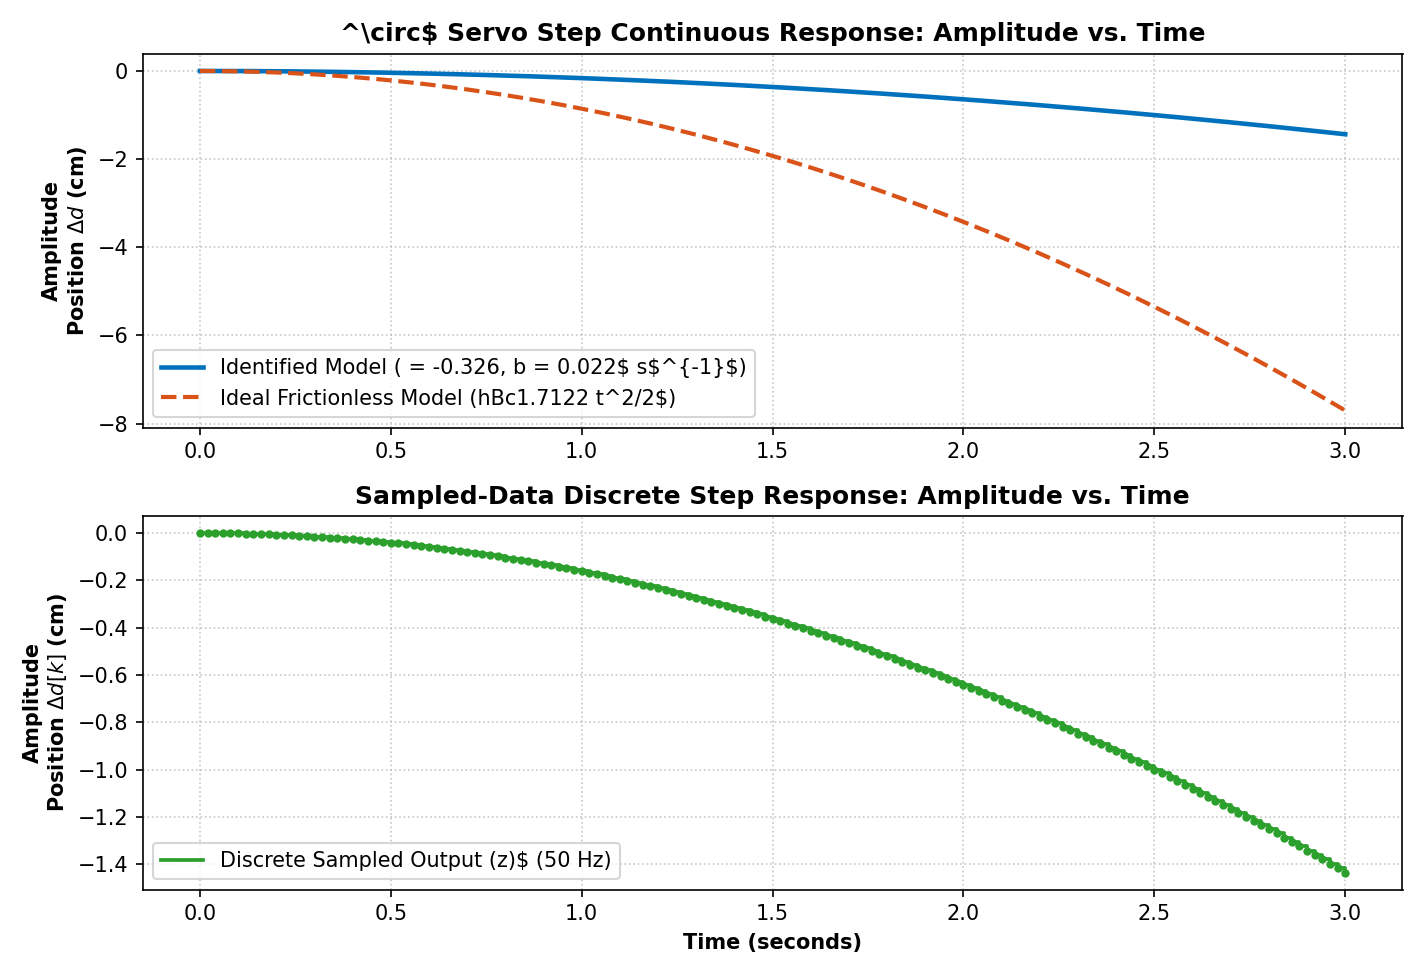 ^\circ$ Servo Step Continuous Response: Amplitude vs. Time
Amplitude
Position Δd (cm)
0
−2
−4
−6
−8
Identified Model ( = -0.326, b = 0.022$ s$^{-1}$)
Ideal Frictionless Model (hBc1.7122 t^2/2$)
0.0 0.5 1.0 1.5 2.0 2.5 3.0
Sampled-Data Discrete Step Response: Amplitude vs. Time
Amplitude
Position Δd[k] (cm)
0.0
−0.2
−0.4
−0.6
−0.8
−1.0
−1.2
−1.4
Discrete Sampled Output (z)$ (50 Hz)
0.0 0.5 1.0 1.5 2.0 2.5 3.0
Time (seconds)